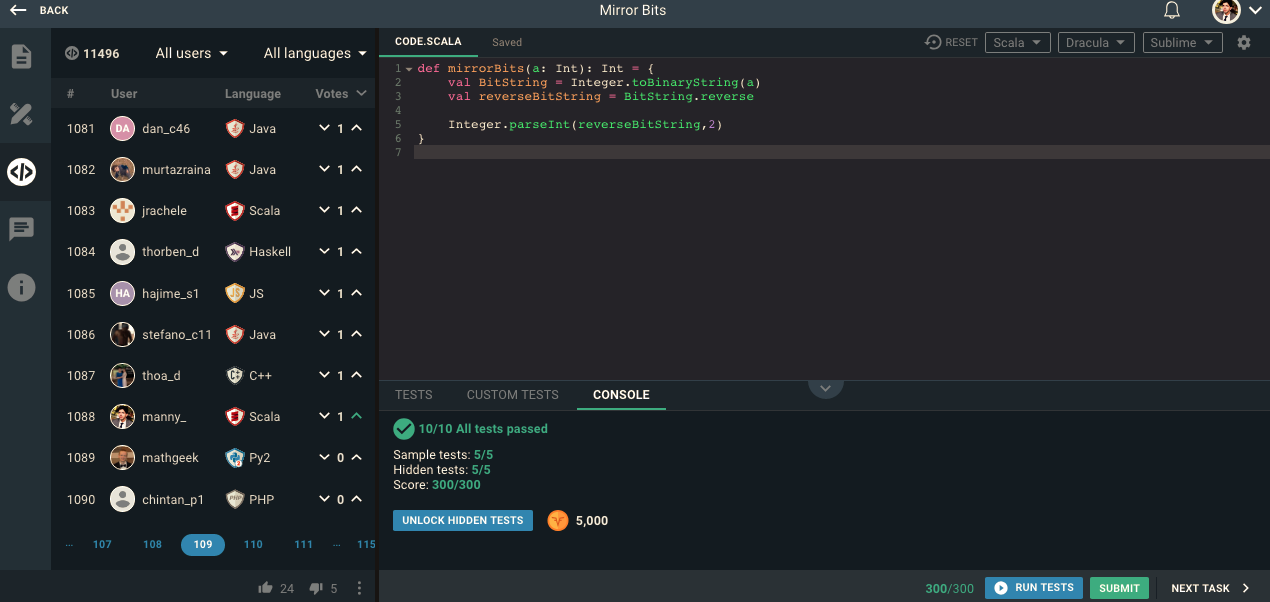 BACK
Mirror Bits
11496 All users All languages
# User Language Votes
1081 DA dan_c46 Java 1
1082 murtazraina Java 1
1083 jrachele Scala 1
1084 thorben_d Haskell 1
1085 HA hajime_s1 JS JS 1
1086 stefano_c11 Java 1
1087 thoa_d C++ 1
1088 manny_ Scala 1
1089 mathgeek Py2 0
1090 chintan_p1 PHP PHP 0
... 107 108 109 110 111 ... 115
24 5
CODE.SCALA Saved RESET Scala Dracula Sublime
1 def mirrorBits(a: Int): Int = {
2 val BitString = Integer.toBinaryString(a)
3 val reverseBitString = BitString.reverse
4
5 Integer.parseInt(reverseBitString,2)
6 }
7
TESTS CUSTOM TESTS CONSOLE
10/10 All tests passed
Sample tests: 5/5
Hidden tests: 5/5
Score: 300/300
UNLOCK HIDDEN TESTS 5,000
300/300 RUN TESTS SUBMIT NEXT TASK